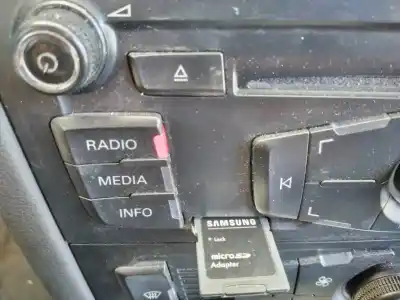 RADIO
MEDIA
INFO
SAMSUNG
Lock
micro SD
Adapter